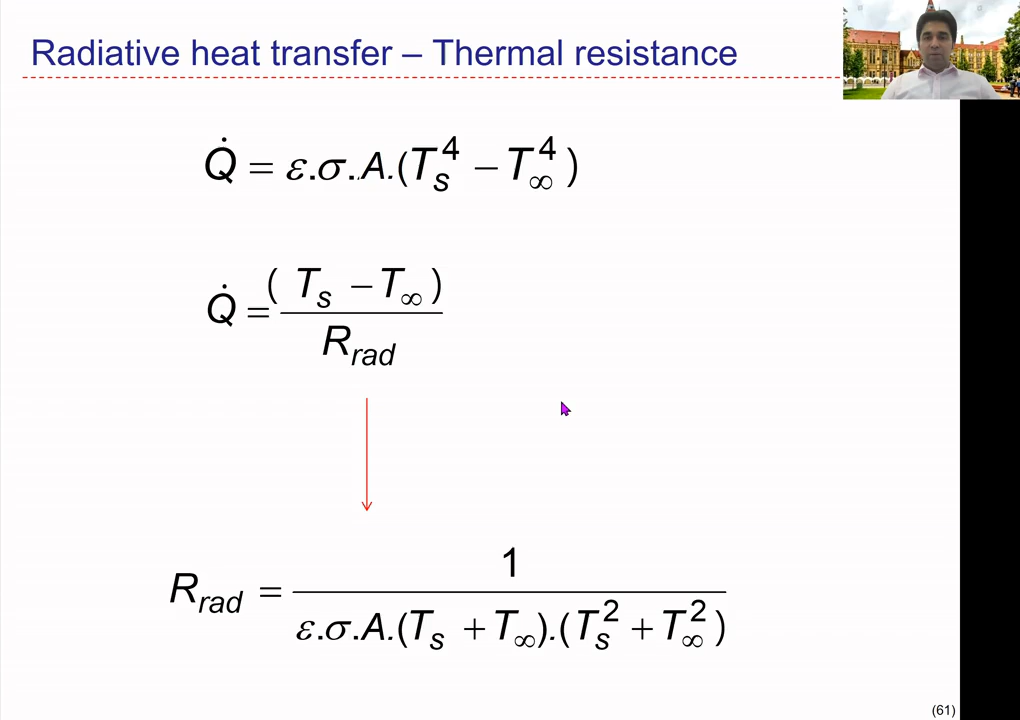 Radiative heat transfer – Thermal resistance
Q̇ = ε.σ.A.(Tₛ⁴ − T∞⁴)
Q̇ = (Tₛ − T∞) / R_rad
R_rad = 1 / ε.σ.A.(Tₛ + T∞).(Tₛ² + T∞²)
(61)